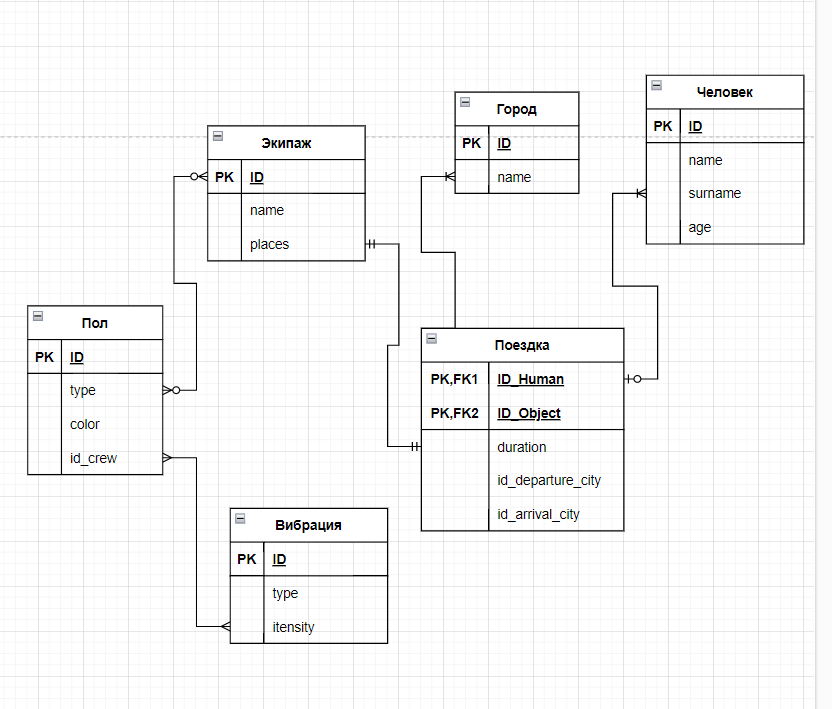 Экипаж
PK ID
name
places
Город
PK ID
name
Человек
PK ID
name
surname
age
Пол
PK ID
type
color
id_crew
Поездка
PK,FK1 ID_Human
PK,FK2 ID_Object
duration
id_departure_city
id_arrival_city
Вибрация
PK ID
type
itensity